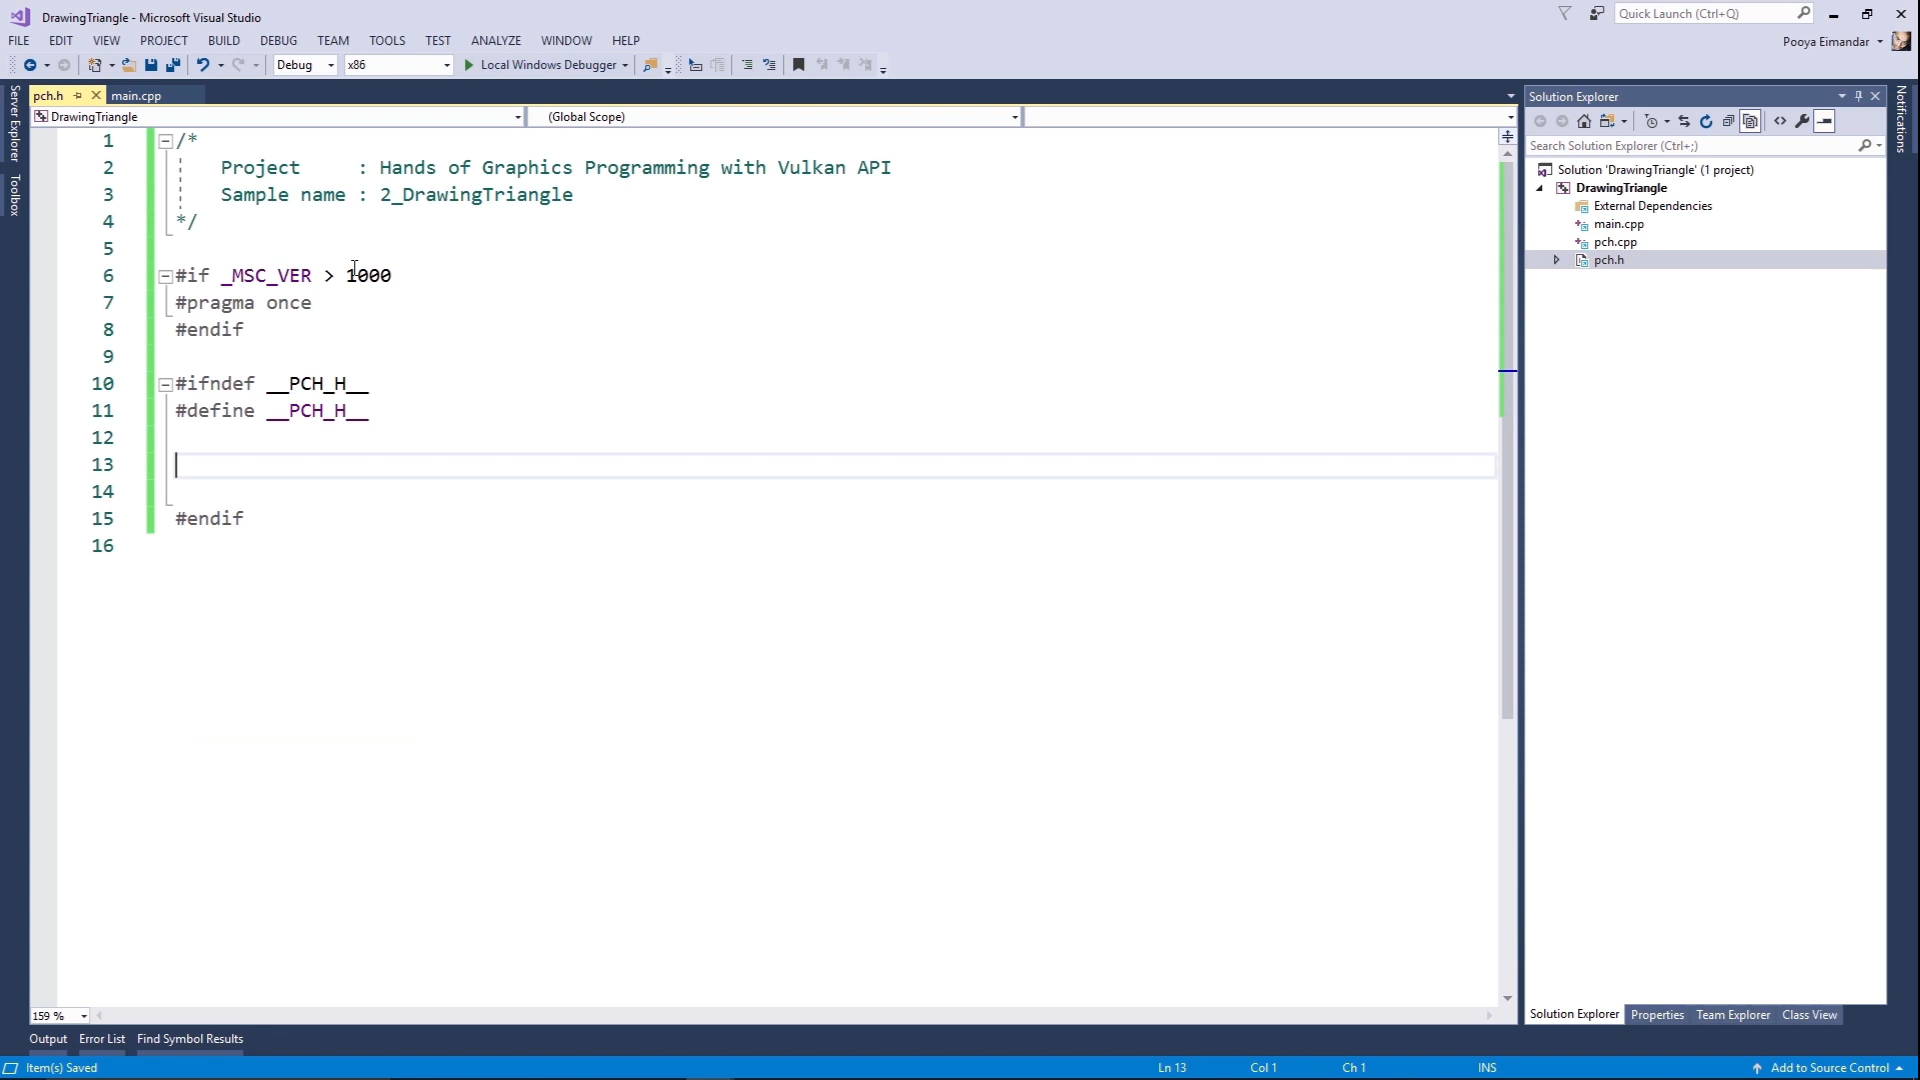 DrawingTriangle - Microsoft Visual Studio
Quick Launch (Ctrl+Q)
FILE EDIT VIEW PROJECT BUILD DEBUG TEAM TOOLS TEST ANALYZE WINDOW HELP
Pooya Eimandar
Debug x86 Local Windows Debugger
Server Explorer
Toolbox
pch.h main.cpp
DrawingTriangle (Global Scope)
1 /*
2 Project : Hands of Graphics Programming with Vulkan API
3 Sample name : 2_DrawingTriangle
4 */
5
6 #if _MSC_VER > 1000
7 #pragma once
8 #endif
9
10 #ifndef __PCH_H__
11 #define __PCH_H__
12
13
14
15 #endif
16
159 %
Solution Explorer
Search Solution Explorer (Ctrl+;)
Solution 'DrawingTriangle' (1 project)
DrawingTriangle
External Dependencies
main.cpp
pch.cpp
pch.h
Notifications
Solution Explorer Properties Team Explorer Class View
Output Error List Find Symbol Results
Item(s) Saved Ln 13 Col 1 Ch 1 INS Add to Source Control